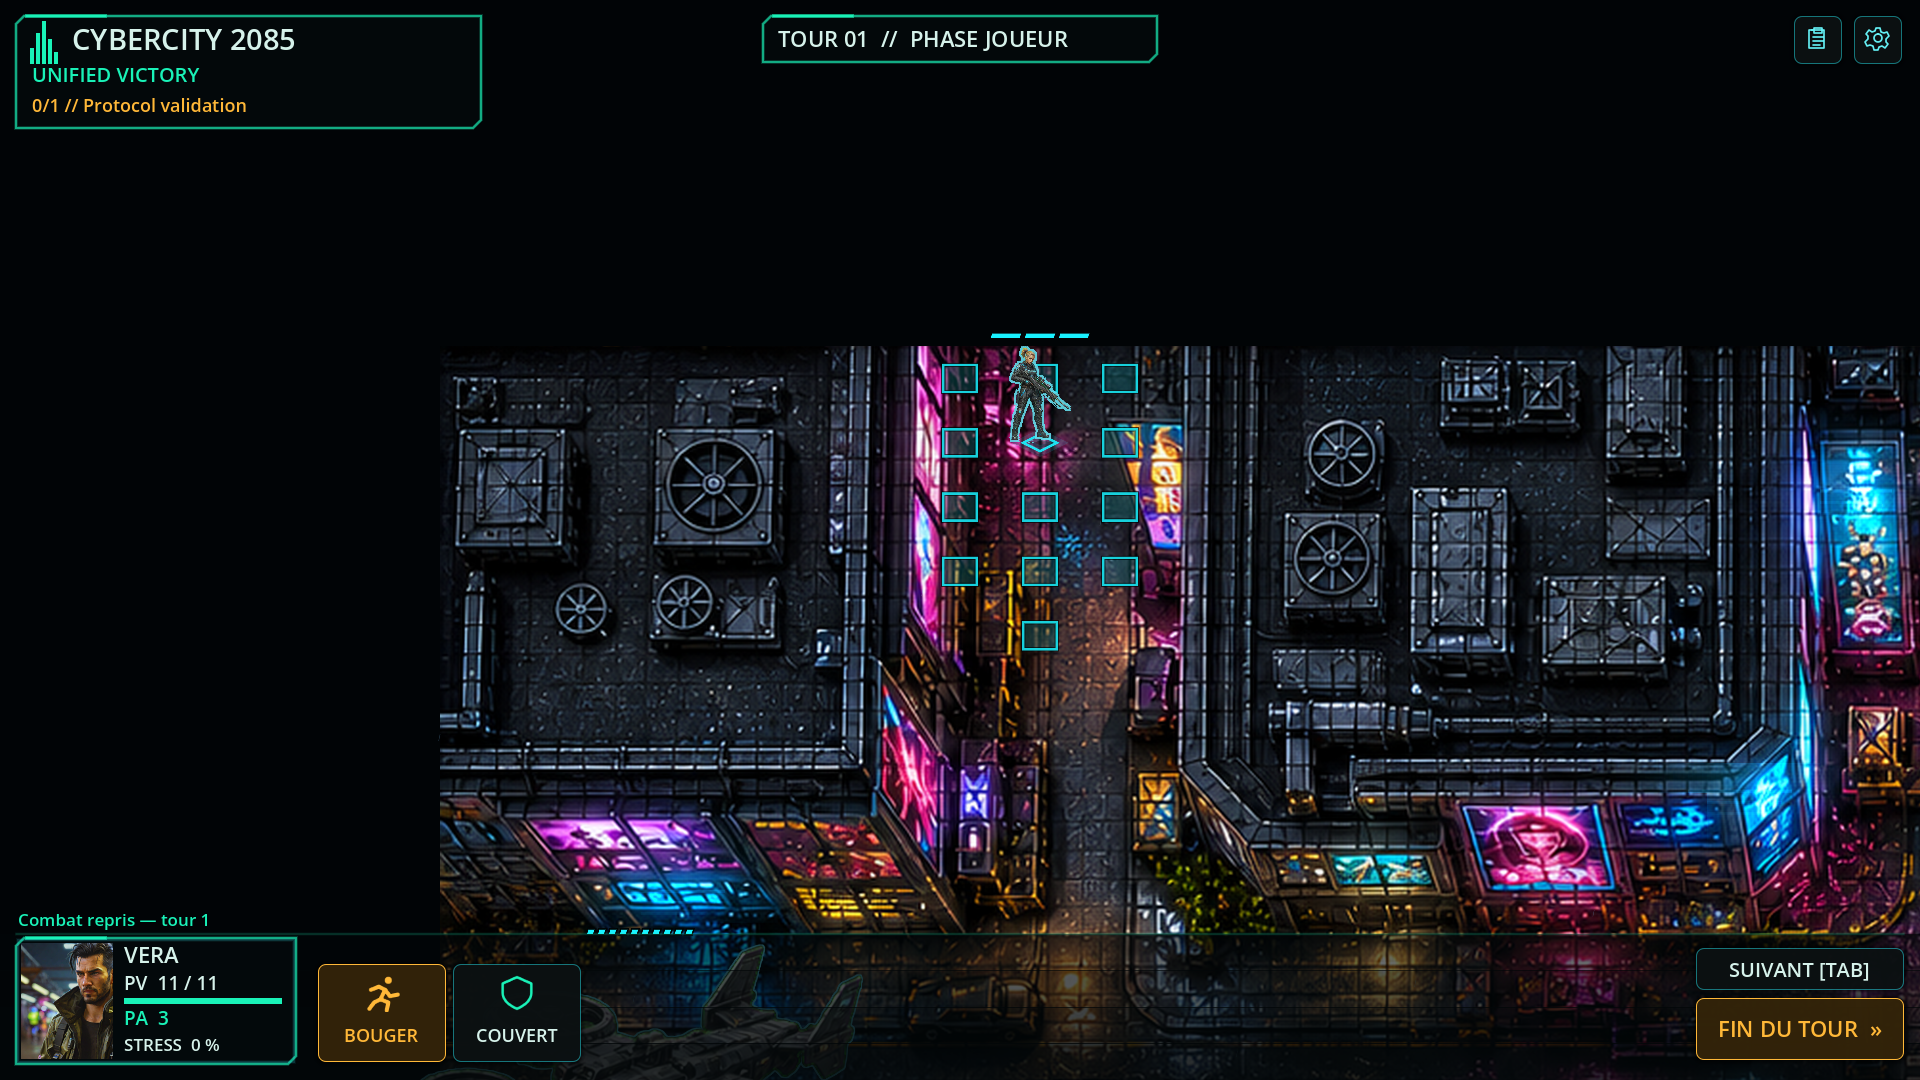 CYBERCITY 2085
UNIFIED VICTORY
0/1 // Protocol validation
TOUR 01 // PHASE JOUEUR
Combat repris — tour 1
VERA
PV 11 / 11
PA 3
STRESS 0 %
BOUGER
COUVERT
SUIVANT [TAB]
FIN DU TOUR »